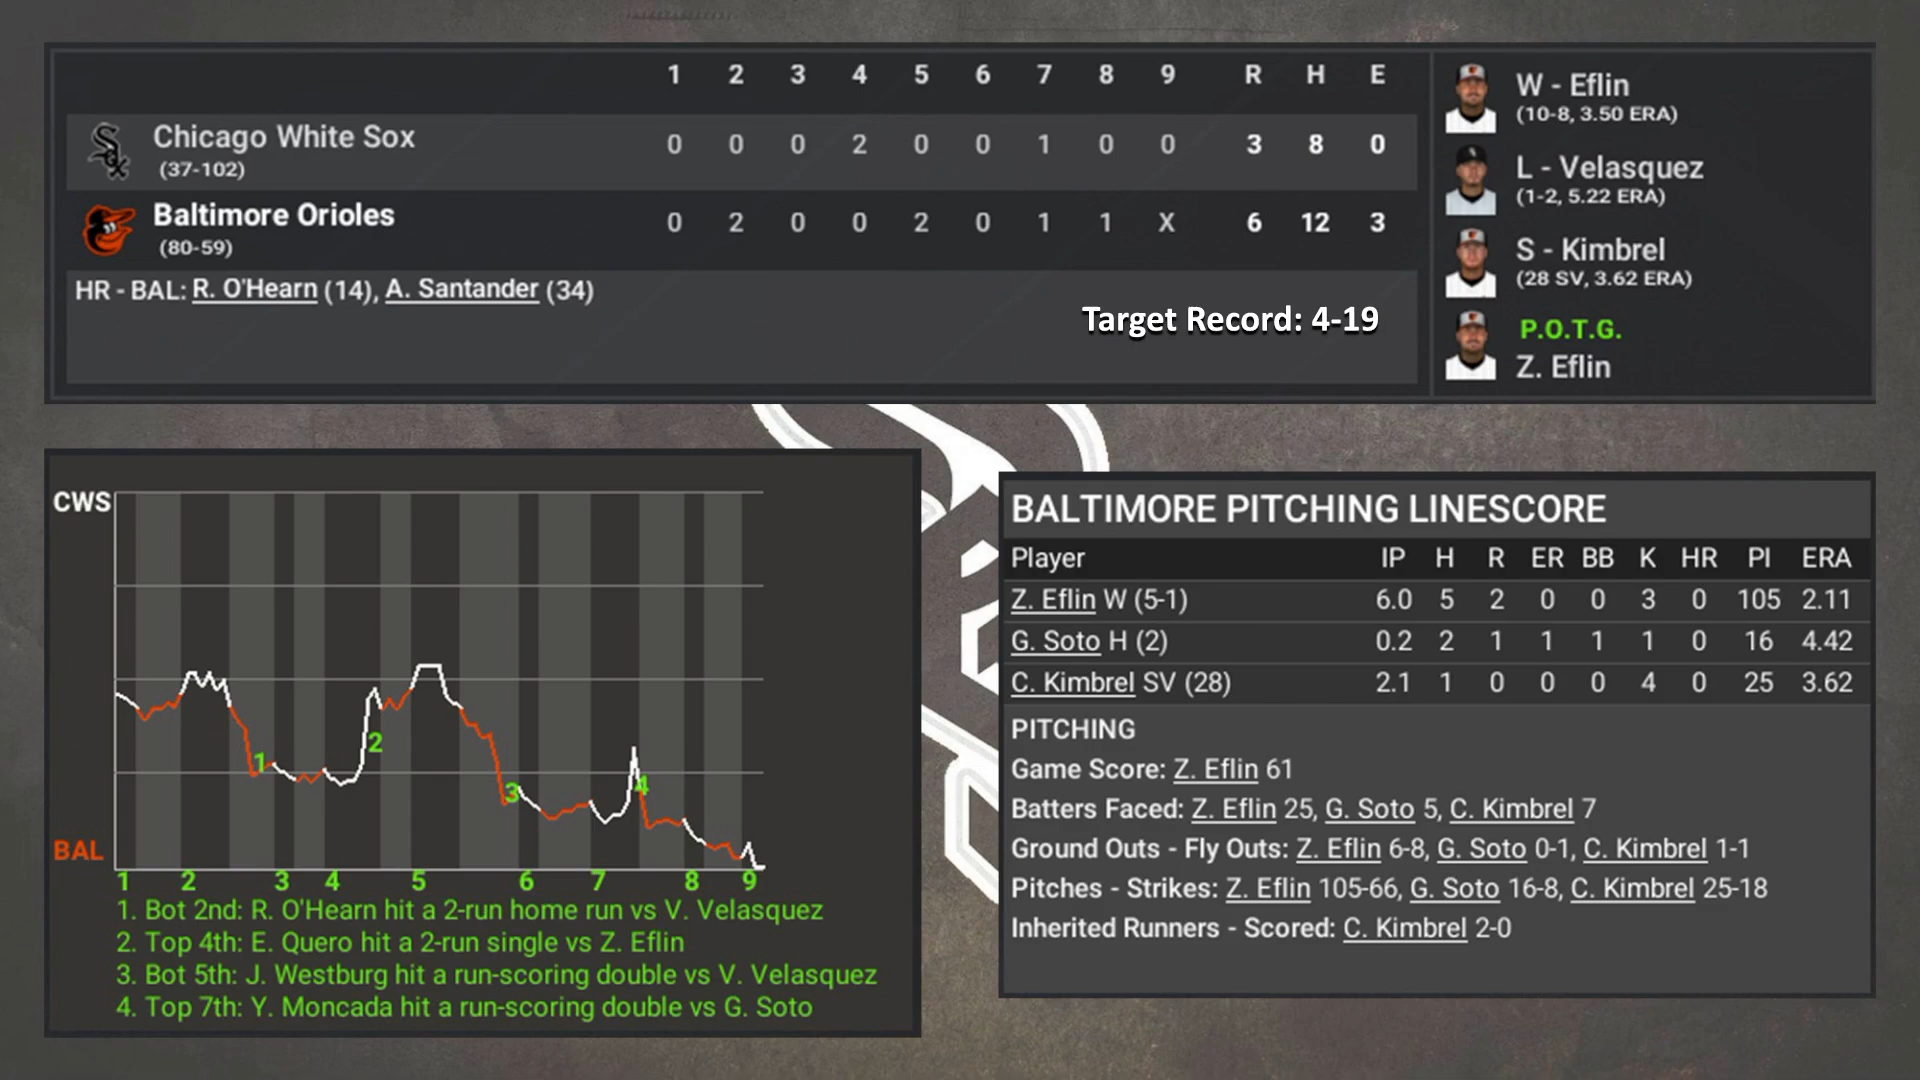 1 2 3 4 5 6 7 8 9 R H E
Chicago White Sox 0 0 0 2 0 0 1 0 0 3 8 0
(37-102)
Baltimore Orioles 0 2 0 0 2 0 1 1 X 6 12 3
(80-59)
HR - BAL: R. O'Hearn (14), A. Santander (34)
Target Record: 4-19
W - Eflin
(10-8, 3.50 ERA)
L - Velasquez
(1-2, 5.22 ERA)
S - Kimbrel
(28 SV, 3.62 ERA)
P.O.T.G.
Z. Eflin
CWS
1
2
3
4
BAL
1 2 3 4 5 6 7 8 9
1. Bot 2nd: R. O'Hearn hit a 2-run home run vs V. Velasquez
2. Top 4th: E. Quero hit a 2-run single vs Z. Eflin
3. Bot 5th: J. Westburg hit a run-scoring double vs V. Velasquez
4. Top 7th: Y. Moncada hit a run-scoring double vs G. Soto
BALTIMORE PITCHING LINESCORE
Player IP H R ER BB K HR PI ERA
Z. Eflin W (5-1) 6.0 5 2 0 0 3 0 105 2.11
G. Soto H (2) 0.2 2 1 1 1 1 0 16 4.42
C. Kimbrel SV (28) 2.1 1 0 0 0 4 0 25 3.62
PITCHING
Game Score: Z. Eflin 61
Batters Faced: Z. Eflin 25, G. Soto 5, C. Kimbrel 7
Ground Outs - Fly Outs: Z. Eflin 6-8, G. Soto 0-1, C. Kimbrel 1-1
Pitches - Strikes: Z. Eflin 105-66, G. Soto 16-8, C. Kimbrel 25-18
Inherited Runners - Scored: C. Kimbrel 2-0